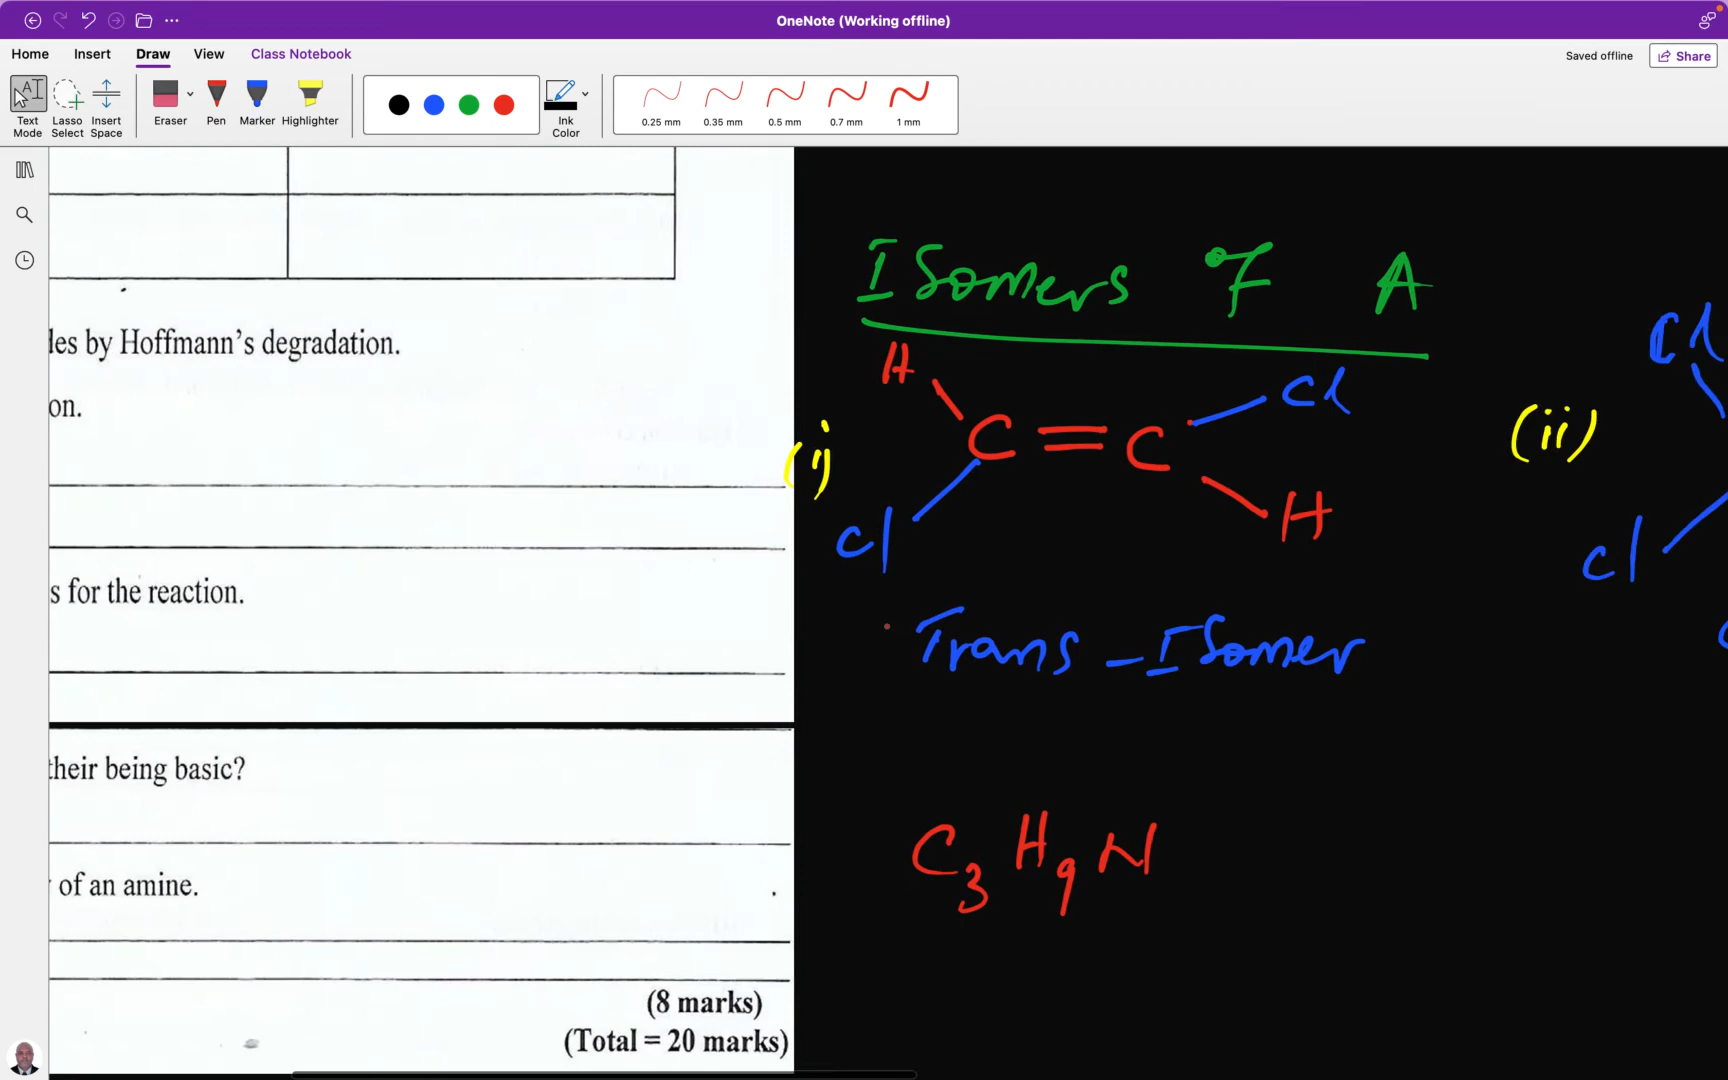 OneNote (Working offline)
Home Insert Draw View Class Notebook
Saved offline Share
Text Mode
Lasso Select
Insert Space
Eraser
Pen
Marker
Highlighter
Ink Color
0.25 mm 0.35 mm 0.5 mm 0.7 mm 1 mm
les by Hoffmann’s degradation.
on.
s for the reaction.
their being basic?
of an amine.
(8 marks)
(Total = 20 marks)
Isomers of A
H Cl
(i) C = C
Cl H
Trans - Isomer
C₃H₉N
Cl
(ii)
Cl